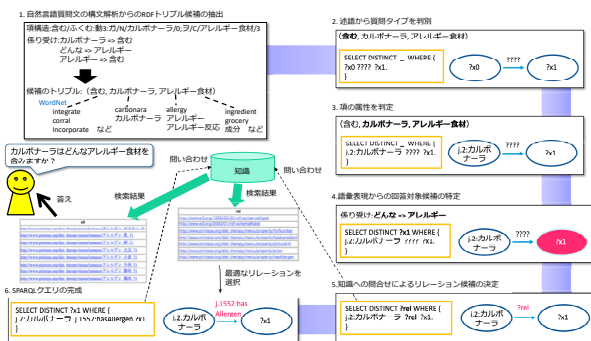 1. 自然言語質問文の構文解析からのRDFトリプル候補の抽出
項構造:含む/ふくむ:動3:ガ/N/カルボナーラ/0;ヲ/C/アレルギー食材/3
係り受け:カルボナーラ => 含む
どんな => アレルギー
アレルギー => 含む
候補のトリプル:（含む, カルボナーラ, アレルギー食材）
WordNet
integrate
corral
incorporate など
carbonara
カルボナーラ
allergy
アレルギー
アレルギー反応
ingredient
grocery
成分 など
カルボナーラはどんなアレルギー食材を
含みますか？
問い合わせ
知識
問い合わせ
答え
検索結果
検索結果
最適なリレーションを
選択
2. 述語から質問タイプを判別
(含む, カルボナーラ, アレルギー食材)
SELECT DISTINCT _ WHERE {
?x0 ???? ?x1.
}
?x0
????
?x1
3. 項の属性を判定
(含む, カルボナーラ, アレルギー食材)
SELECT DISTINCT _ WHERE {
j.2:カルボナーラ ???? ?x1.
}
j.2:カルボ
ナーラ
????
?x1
4.語彙表現からの回答対象候補の特定
係り受け:どんな => アレルギー
SELECT DISTINCT ?x1 WHERE {
j.2:カルボナーラ ???? ?x1.
}
j.2:カルボ
ナーラ
????
?x1
5.知識への問合せによるリレーション候補の決定
SELECT DISTINCT ?rel WHERE {
j.2:カルボナーラ ?rel ?x1.
}
j.2:カルボ
ナーラ
?rel
?x1
6. SPARQLクエリの完成
SELECT DISTINCT ?x1 WHERE {
j.2:カルボナーラ j.1552:hasAllergen ?x1.
}
j.2.カルボ
ナーラ
j.1552:has
Allergen
?x1